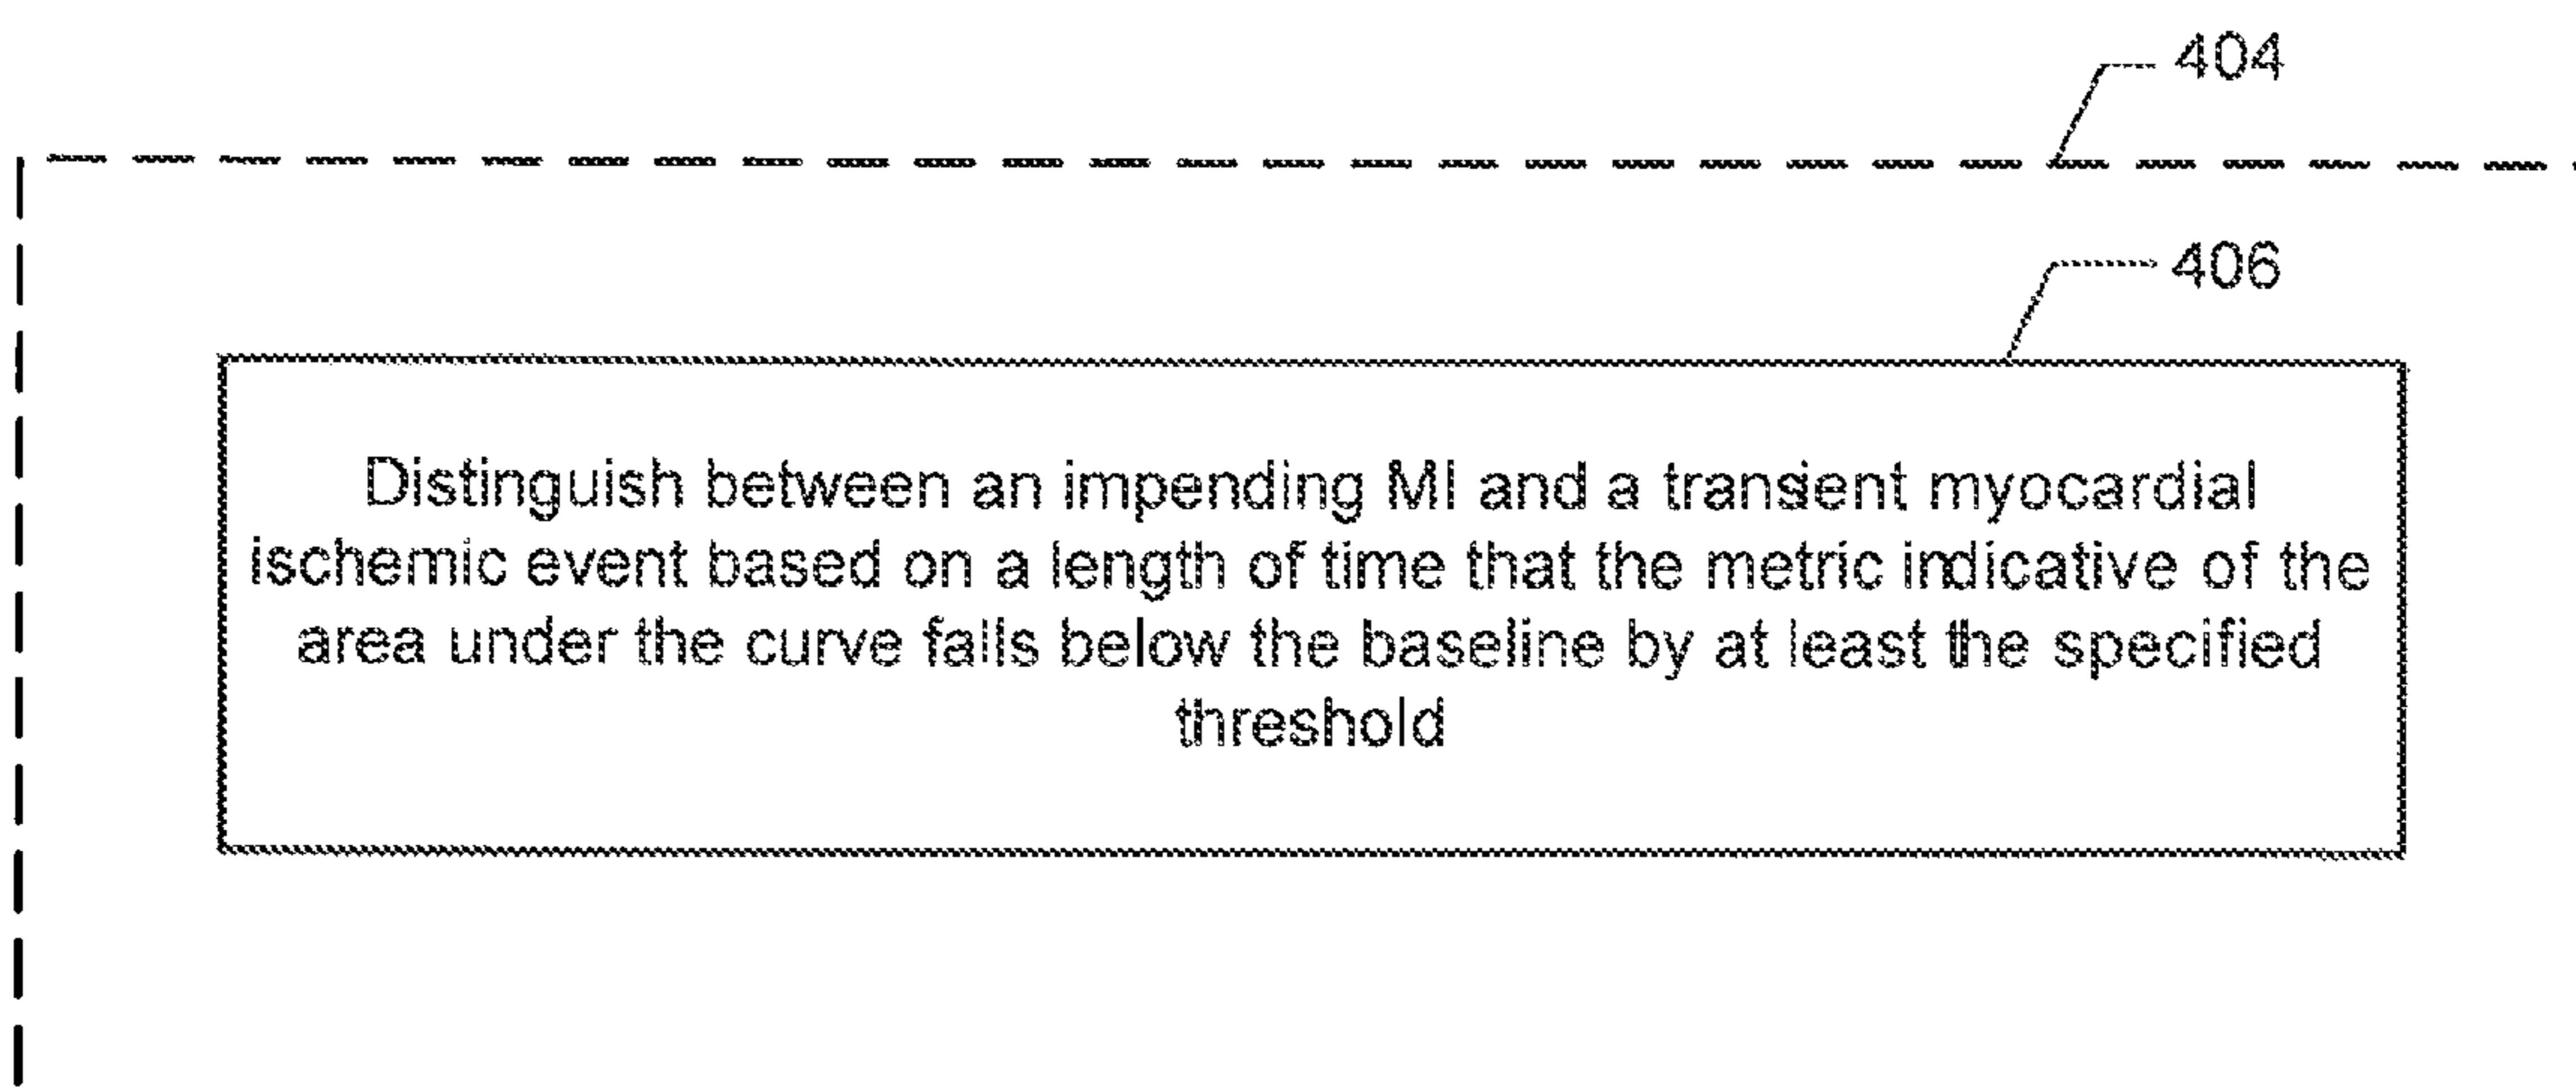 404
406
Distinguish between an impending MI and a transient myocardial
ischemic event based on a length of time that the metric indicative of the
area under the curve falls below the baseline by at least the specified
threshold